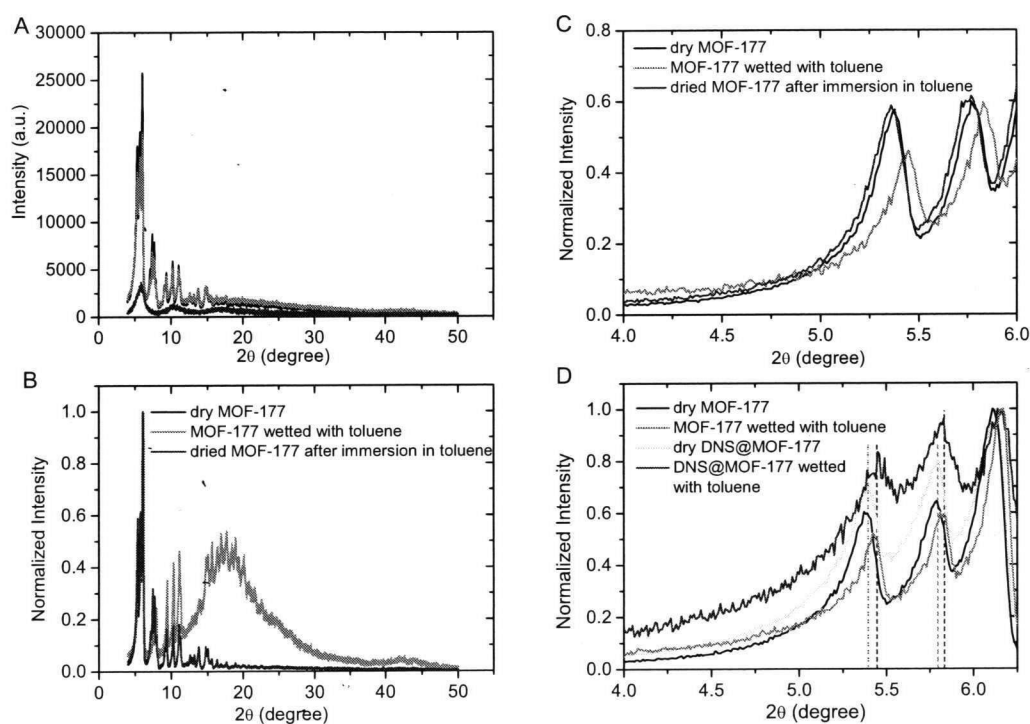 A
30000
25000
20000
15000
10000
5000
0
Intensity (a.u.)
0 10 20 30 40 50
2θ (degree)
B
1.0
0.8
0.6
0.4
0.2
0.0
Normalized Intensity
dry MOF-177
MOF-177 wetted with toluene
dried MOF-177 after immersion in toluene
0 10 20 30 40 50
2θ (degree)
C
0.8
0.6
0.4
0.2
0.0
Normalized Intensity
dry MOF-177
MOF-177 wetted with toluene
dried MOF-177 after immersion in toluene
4.0 4.5 5.0 5.5 6.0
2θ (degree)
D
1.0
0.8
0.6
0.4
0.2
0.0
Normalized Intensity
dry MOF-177
MOF-177 wetted with toluene
dry DNS@MOF-177
DNS@MOF-177 wetted
with toluene
4.0 4.5 5.0 5.5 6.0
2θ (degree)